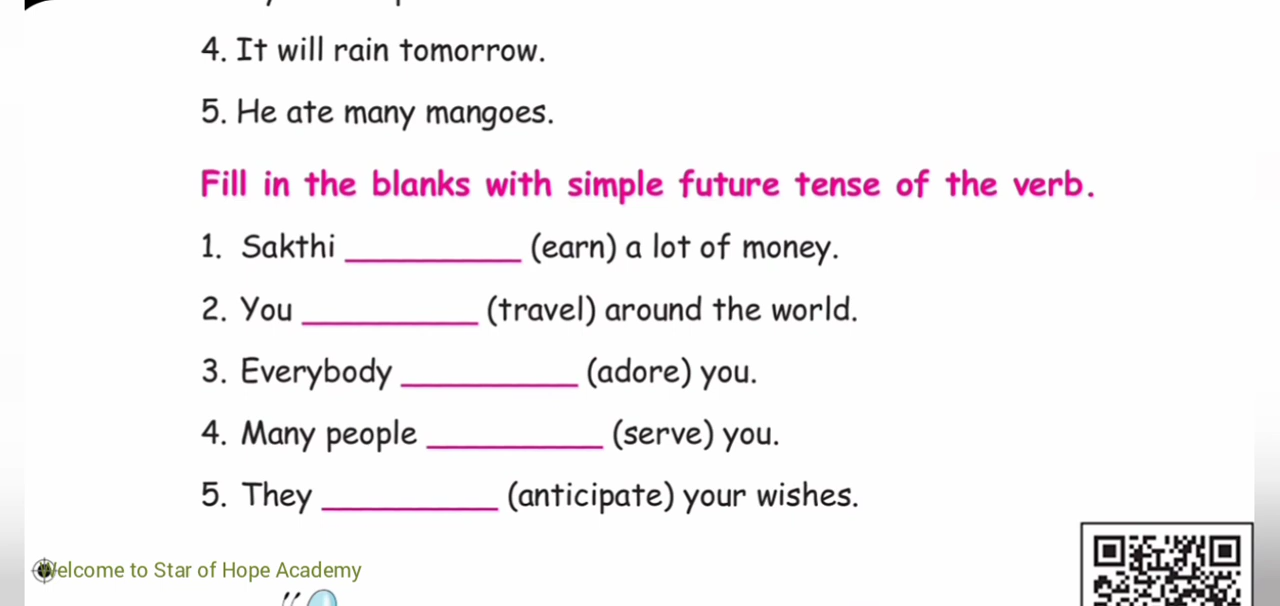 4. It will rain tomorrow.
5. He ate many mangoes.
Fill in the blanks with simple future tense of the verb.
1. Sakthi __________ (earn) a lot of money.
2. You __________ (travel) around the world.
3. Everybody __________ (adore) you.
4. Many people __________ (serve) you.
5. They __________ (anticipate) your wishes.
Welcome to Star of Hope Academy